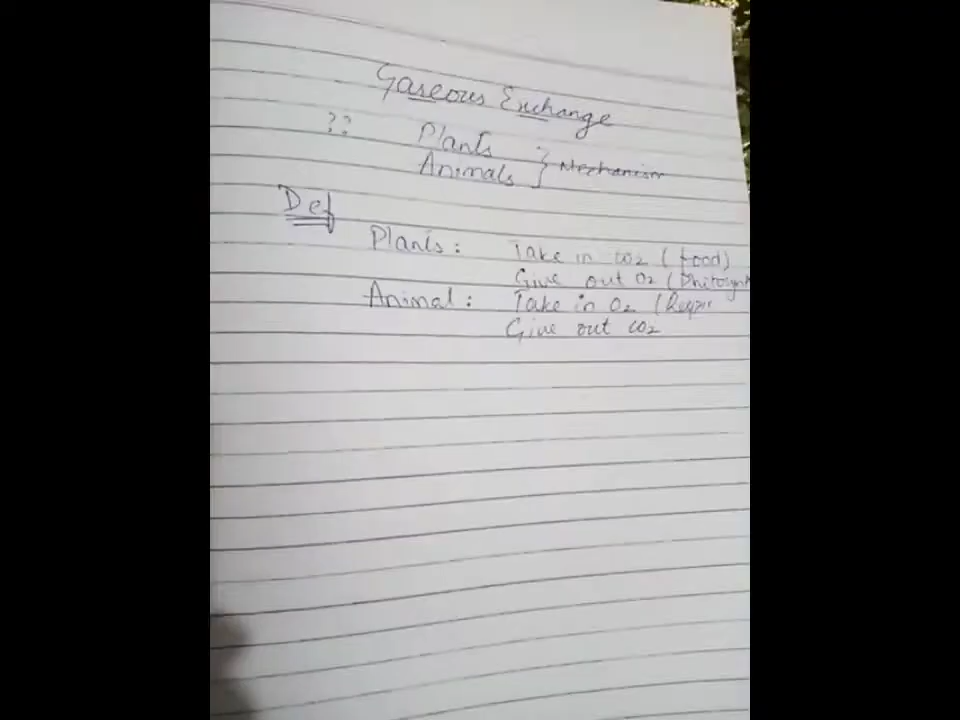 Gaseous Exchange
?? Plants
Animals } Mechanism
Def
Plants: Take in CO2 (food)
Give out O2 (
Animal: Take in O2 (Respir
Give out CO2